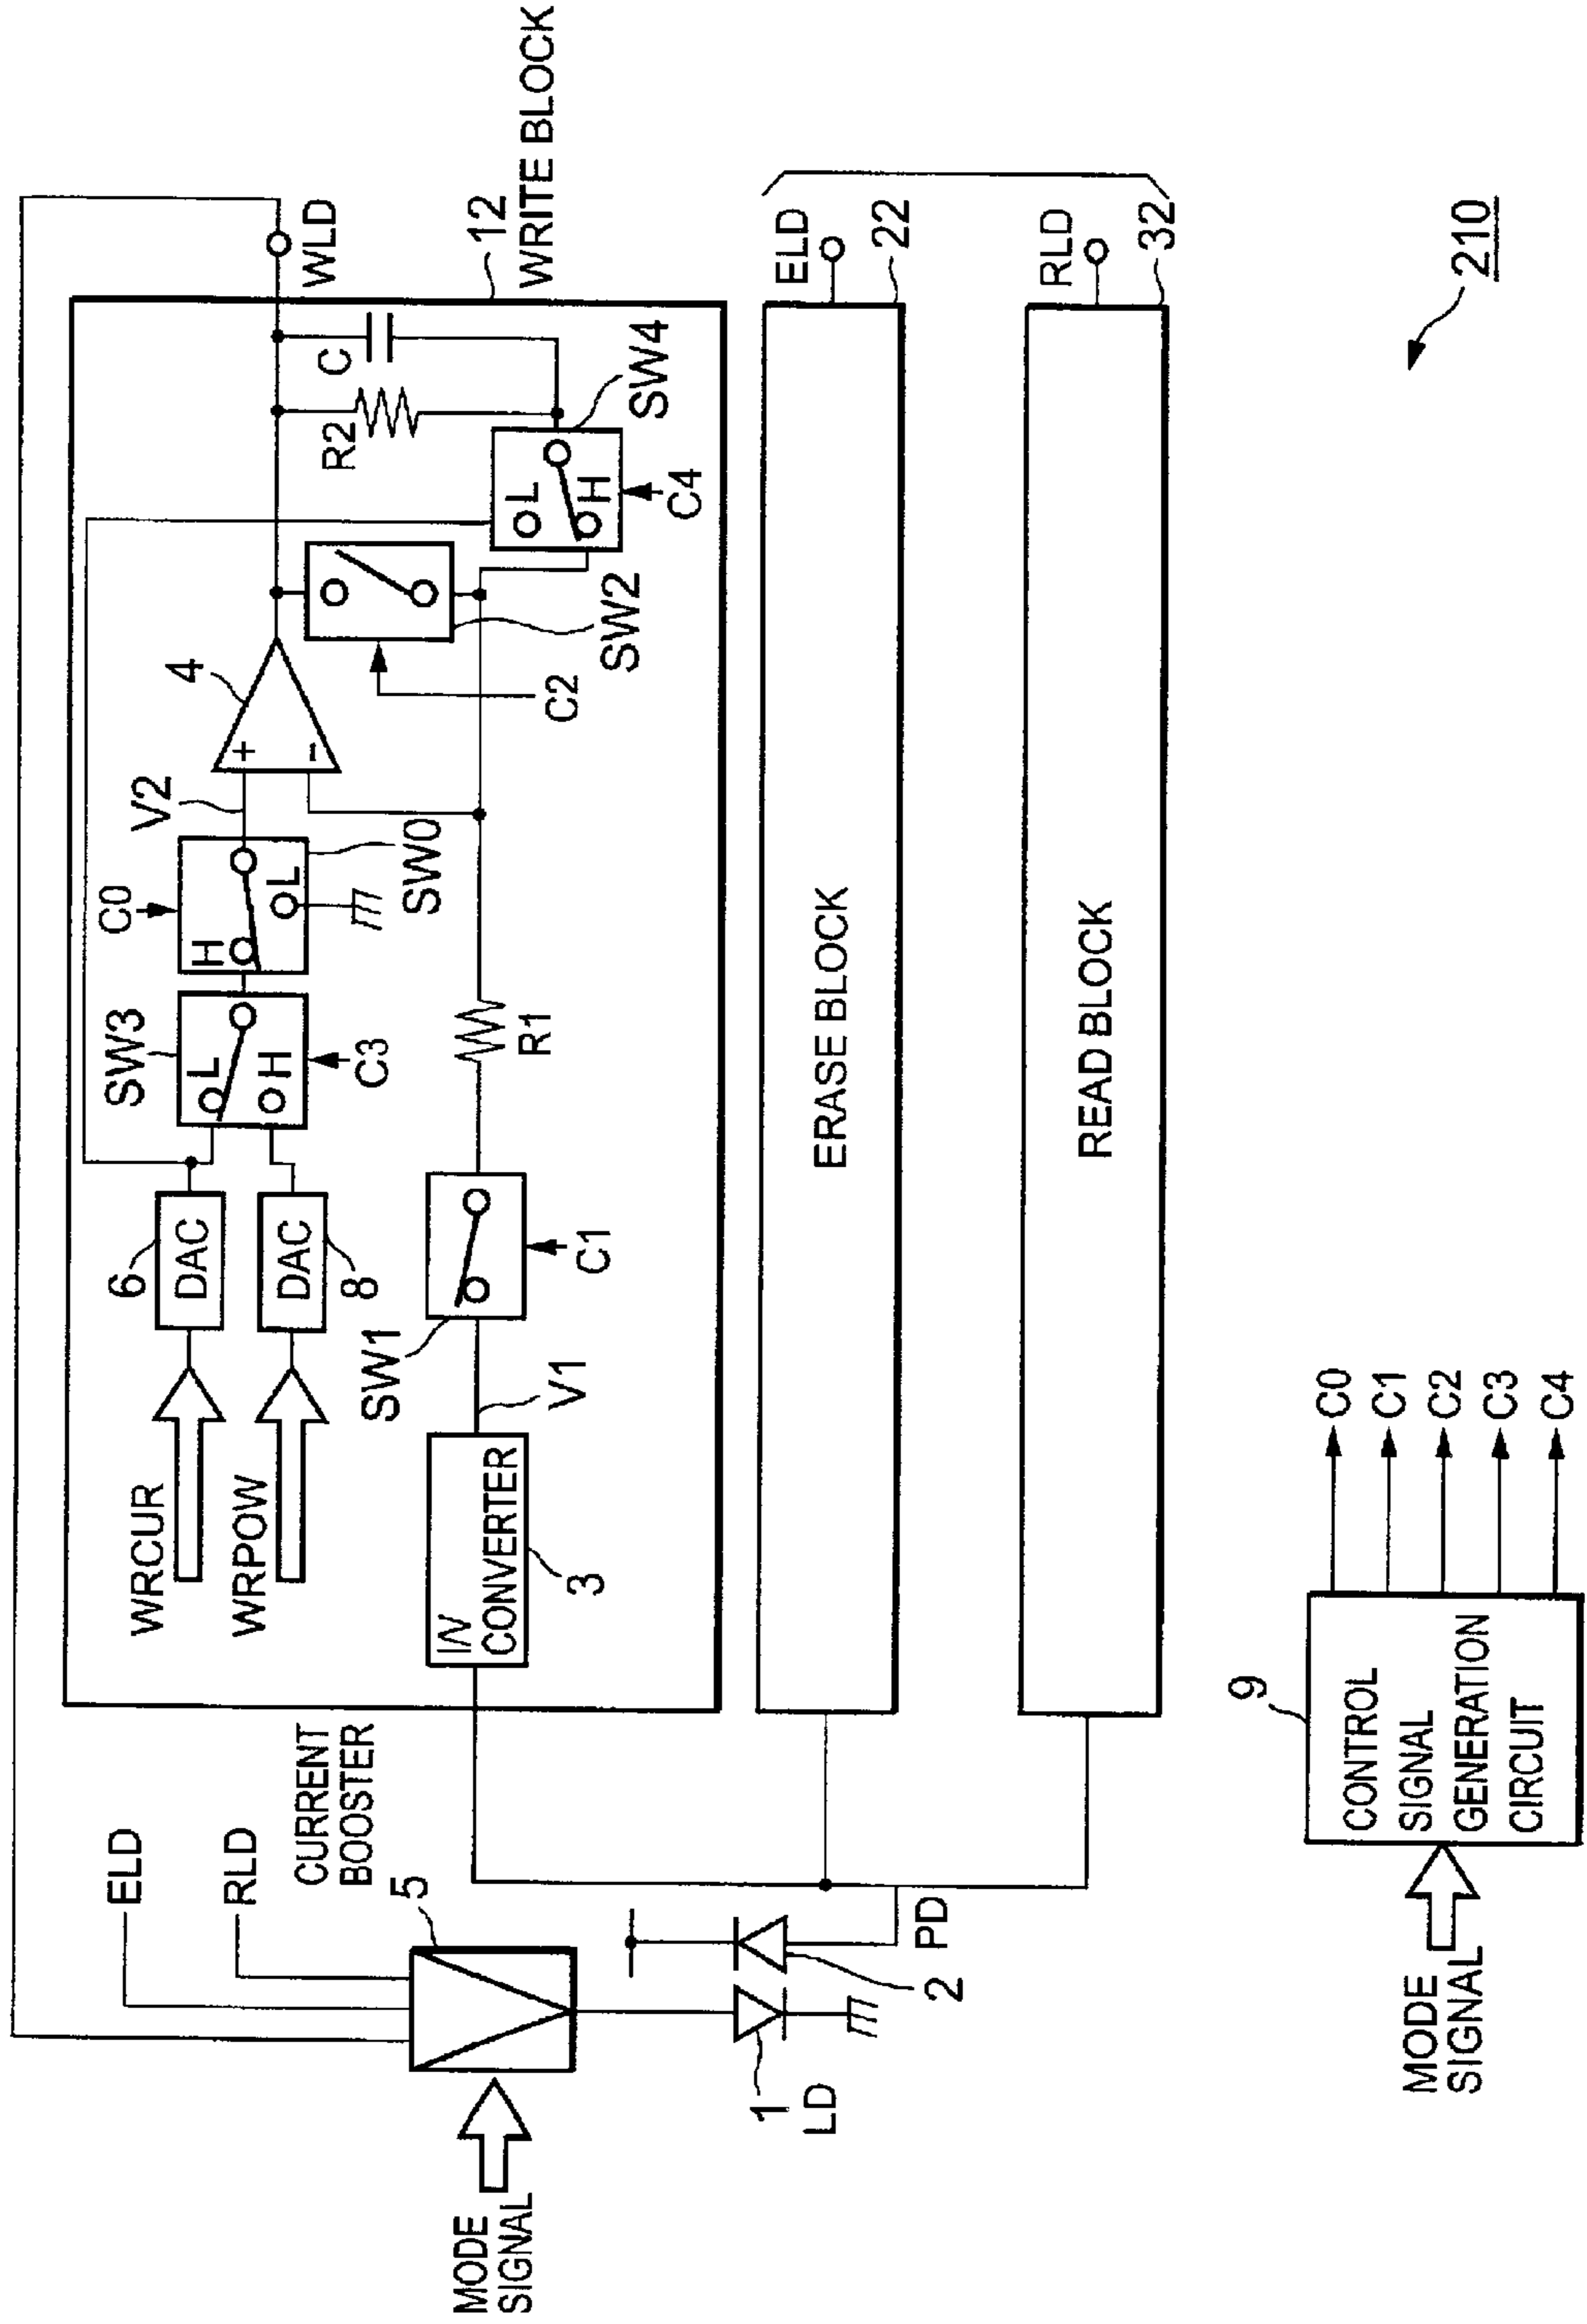 WRCUR
WRPOW
6
DAC
DAC
8
SW3
L
H
C3
C0
H
L
SW0
V2
4
+
-
WLD
12
WRITE BLOCK
C
R2
SW4
L
H
C4
SW2
C2
R1
SW1
C1
V1
I/V
CONVERTER
3
ELD
RLD
CURRENT
BOOSTER
5
MODE
SIGNAL
1
LD
2
PD
ERASE BLOCK
ELD
22
READ BLOCK
RLD
32
210
9
CONTROL
SIGNAL
GENERATION
CIRCUIT
MODE
SIGNAL
C0
C1
C2
C3
C4